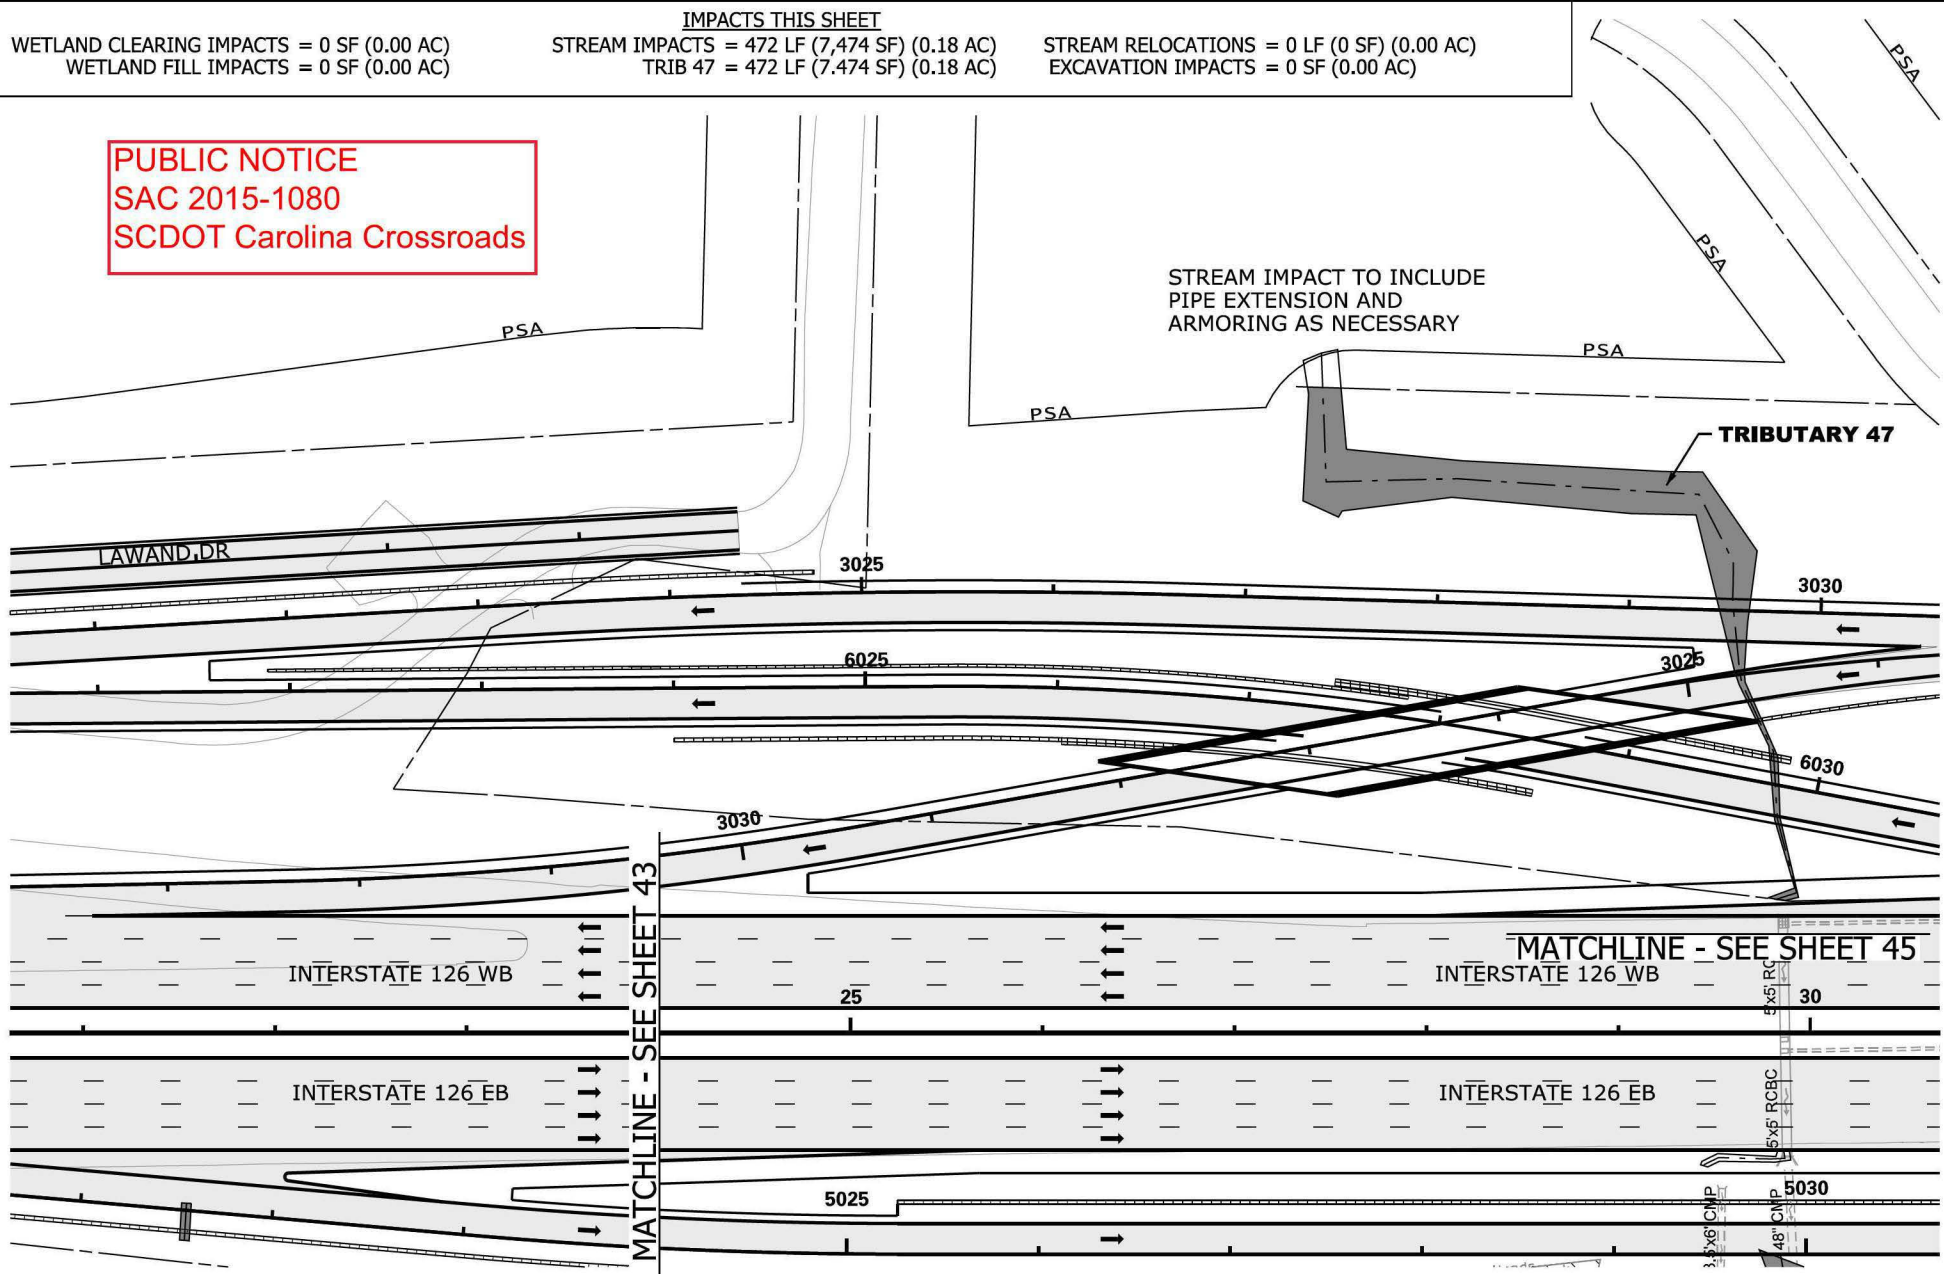 IMPACTS THIS SHEET
WETLAND CLEARING IMPACTS = 0 SF (0.00 AC)
WETLAND FILL IMPACTS = 0 SF (0.00 AC)
STREAM IMPACTS = 472 LF (7,474 SF) (0.18 AC)
TRIB 47 = 472 LF (7.474 SF) (0.18 AC)
STREAM RELOCATIONS = 0 LF (0 SF) (0.00 AC)
EXCAVATION IMPACTS = 0 SF (0.00 AC)
PSA
PUBLIC NOTICE
SAC 2015-1080
SCDOT Carolina Crossroads
PSA
STREAM IMPACT TO INCLUDE
PIPE EXTENSION AND
ARMORING AS NECESSARY
PSA
PSA
PSA
TRIBUTARY 47
LAWAND DR
3025
3030
6025
3025
6030
3030
MATCHLINE - SEE SHEET 43
MATCHLINE - SEE SHEET 45
INTERSTATE 126 WB
INTERSTATE 126 WB
5'x5' RC
25
30
INTERSTATE 126 EB
INTERSTATE 126 EB
5'x5' RCBC
5025
5030
48" CMP